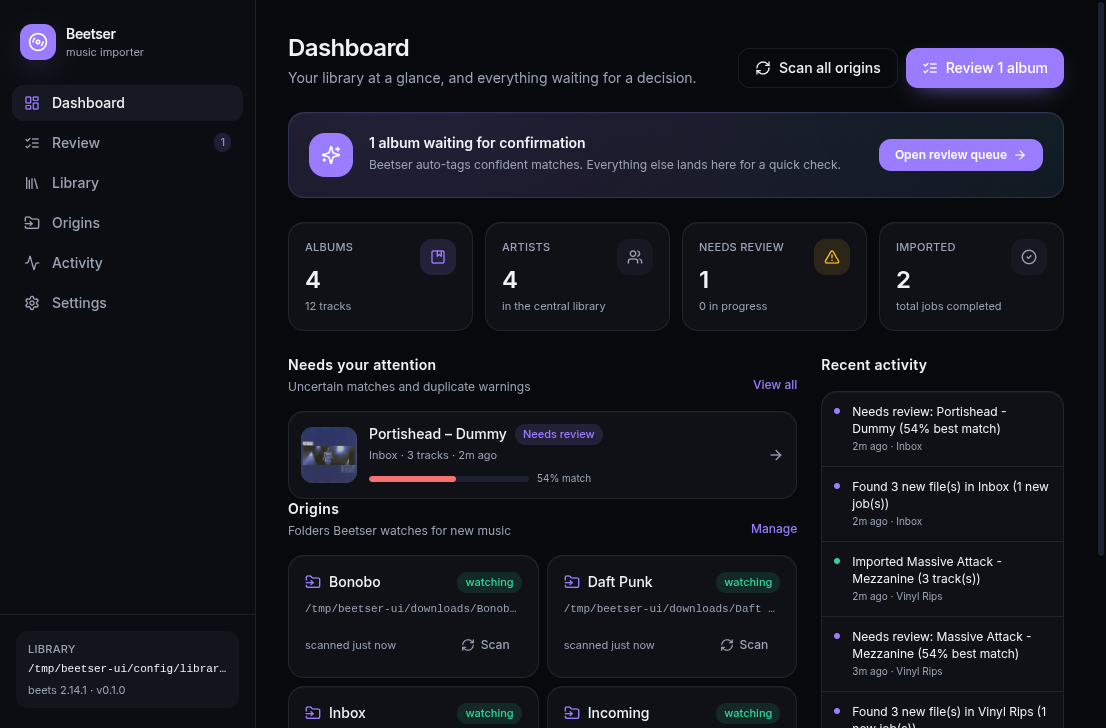 Beetser
music importer
Dashboard
Review
1
Library
Origins
Activity
Settings
LIBRARY
/tmp/beetser-ui/config/librar…
beets 2.14.1 · v0.1.0
Dashboard
Your library at a glance, and everything waiting for a decision.
Scan all origins
Review 1 album
1 album waiting for confirmation
Beetser auto-tags confident matches. Everything else lands here for a quick check.
Open review queue
ALBUMS
4
12 tracks
ARTISTS
4
in the central library
NEEDS REVIEW
1
0 in progress
IMPORTED
2
total jobs completed
Needs your attention
Uncertain matches and duplicate warnings
View all
Portishead – Dummy
Needs review
Inbox · 3 tracks · 2m ago
54% match
Origins
Folders Beetser watches for new music
Manage
Bonobo
watching
/tmp/beetser-ui/downloads/Bonob…
scanned just now
Scan
Daft Punk
watching
/tmp/beetser-ui/downloads/Daft …
scanned just now
Scan
Inbox
watching
Incoming
watching
Recent activity
Needs review: Portishead -
Dummy (54% best match)
2m ago · Inbox
Found 3 new file(s) in Inbox (1 new
job(s))
2m ago · Inbox
Imported Massive Attack -
Mezzanine (3 track(s))
2m ago · Vinyl Rips
Needs review: Massive Attack -
Mezzanine (54% best match)
3m ago · Vinyl Rips
Found 3 new file(s) in Vinyl Rips (1
new job(s))